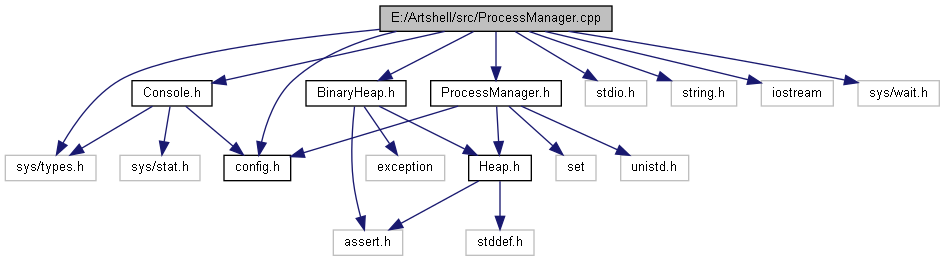 E:/Artshell/src/ProcessManager.cpp
Console.h
BinaryHeap.h
ProcessManager.h
stdio.h
string.h
iostream
sys/wait.h
sys/types.h
sys/stat.h
config.h
exception
Heap.h
set
unistd.h
assert.h
stddef.h